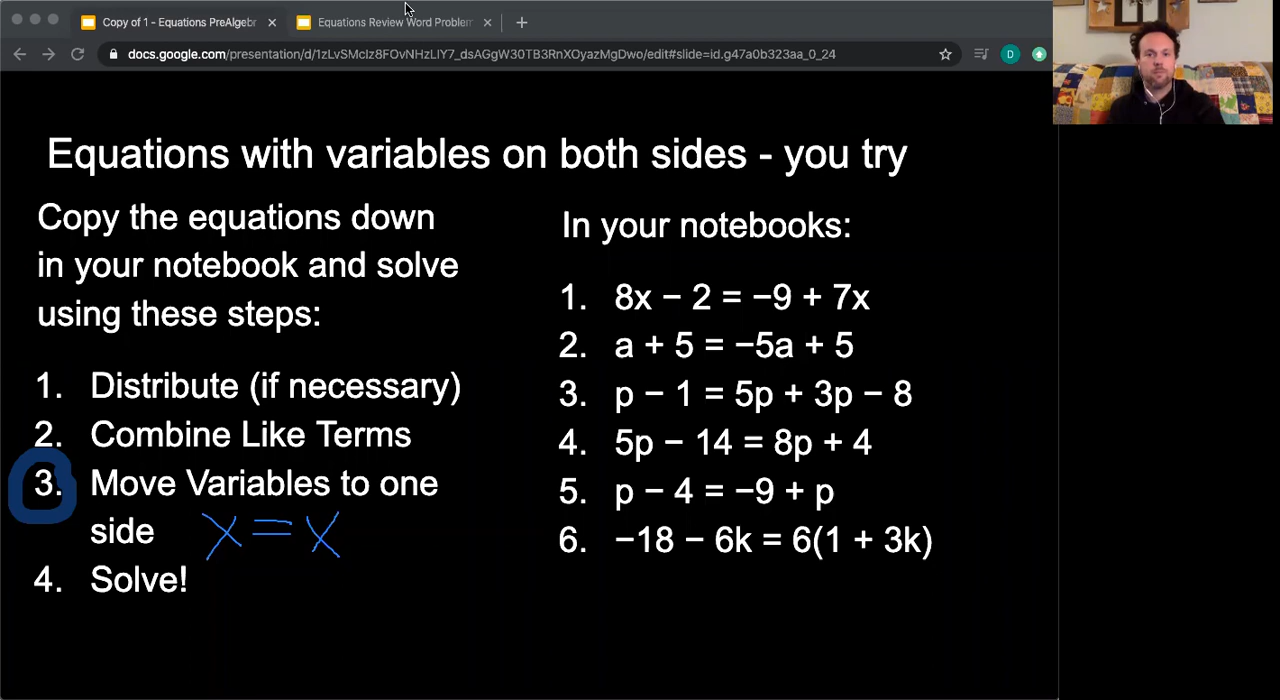 Copy of 1 - Equations PreAlgebr
Equations Review Word Problem
docs.google.com/presentation/d/1zLvSMcIz8FOvNHzLIY7_dsAGgW30TB3RnXOyazMgDwo/edit#slide=id.g47a0b323aa_0_24
D
Equations with variables on both sides - you try
Copy the equations down
in your notebook and solve
using these steps:
1. Distribute (if necessary)
2. Combine Like Terms
3. Move Variables to one
side x = x
4. Solve!
In your notebooks:
1. 8x − 2 = −9 + 7x
2. a + 5 = −5a + 5
3. p − 1 = 5p + 3p − 8
4. 5p − 14 = 8p + 4
5. p − 4 = −9 + p
6. −18 − 6k = 6(1 + 3k)